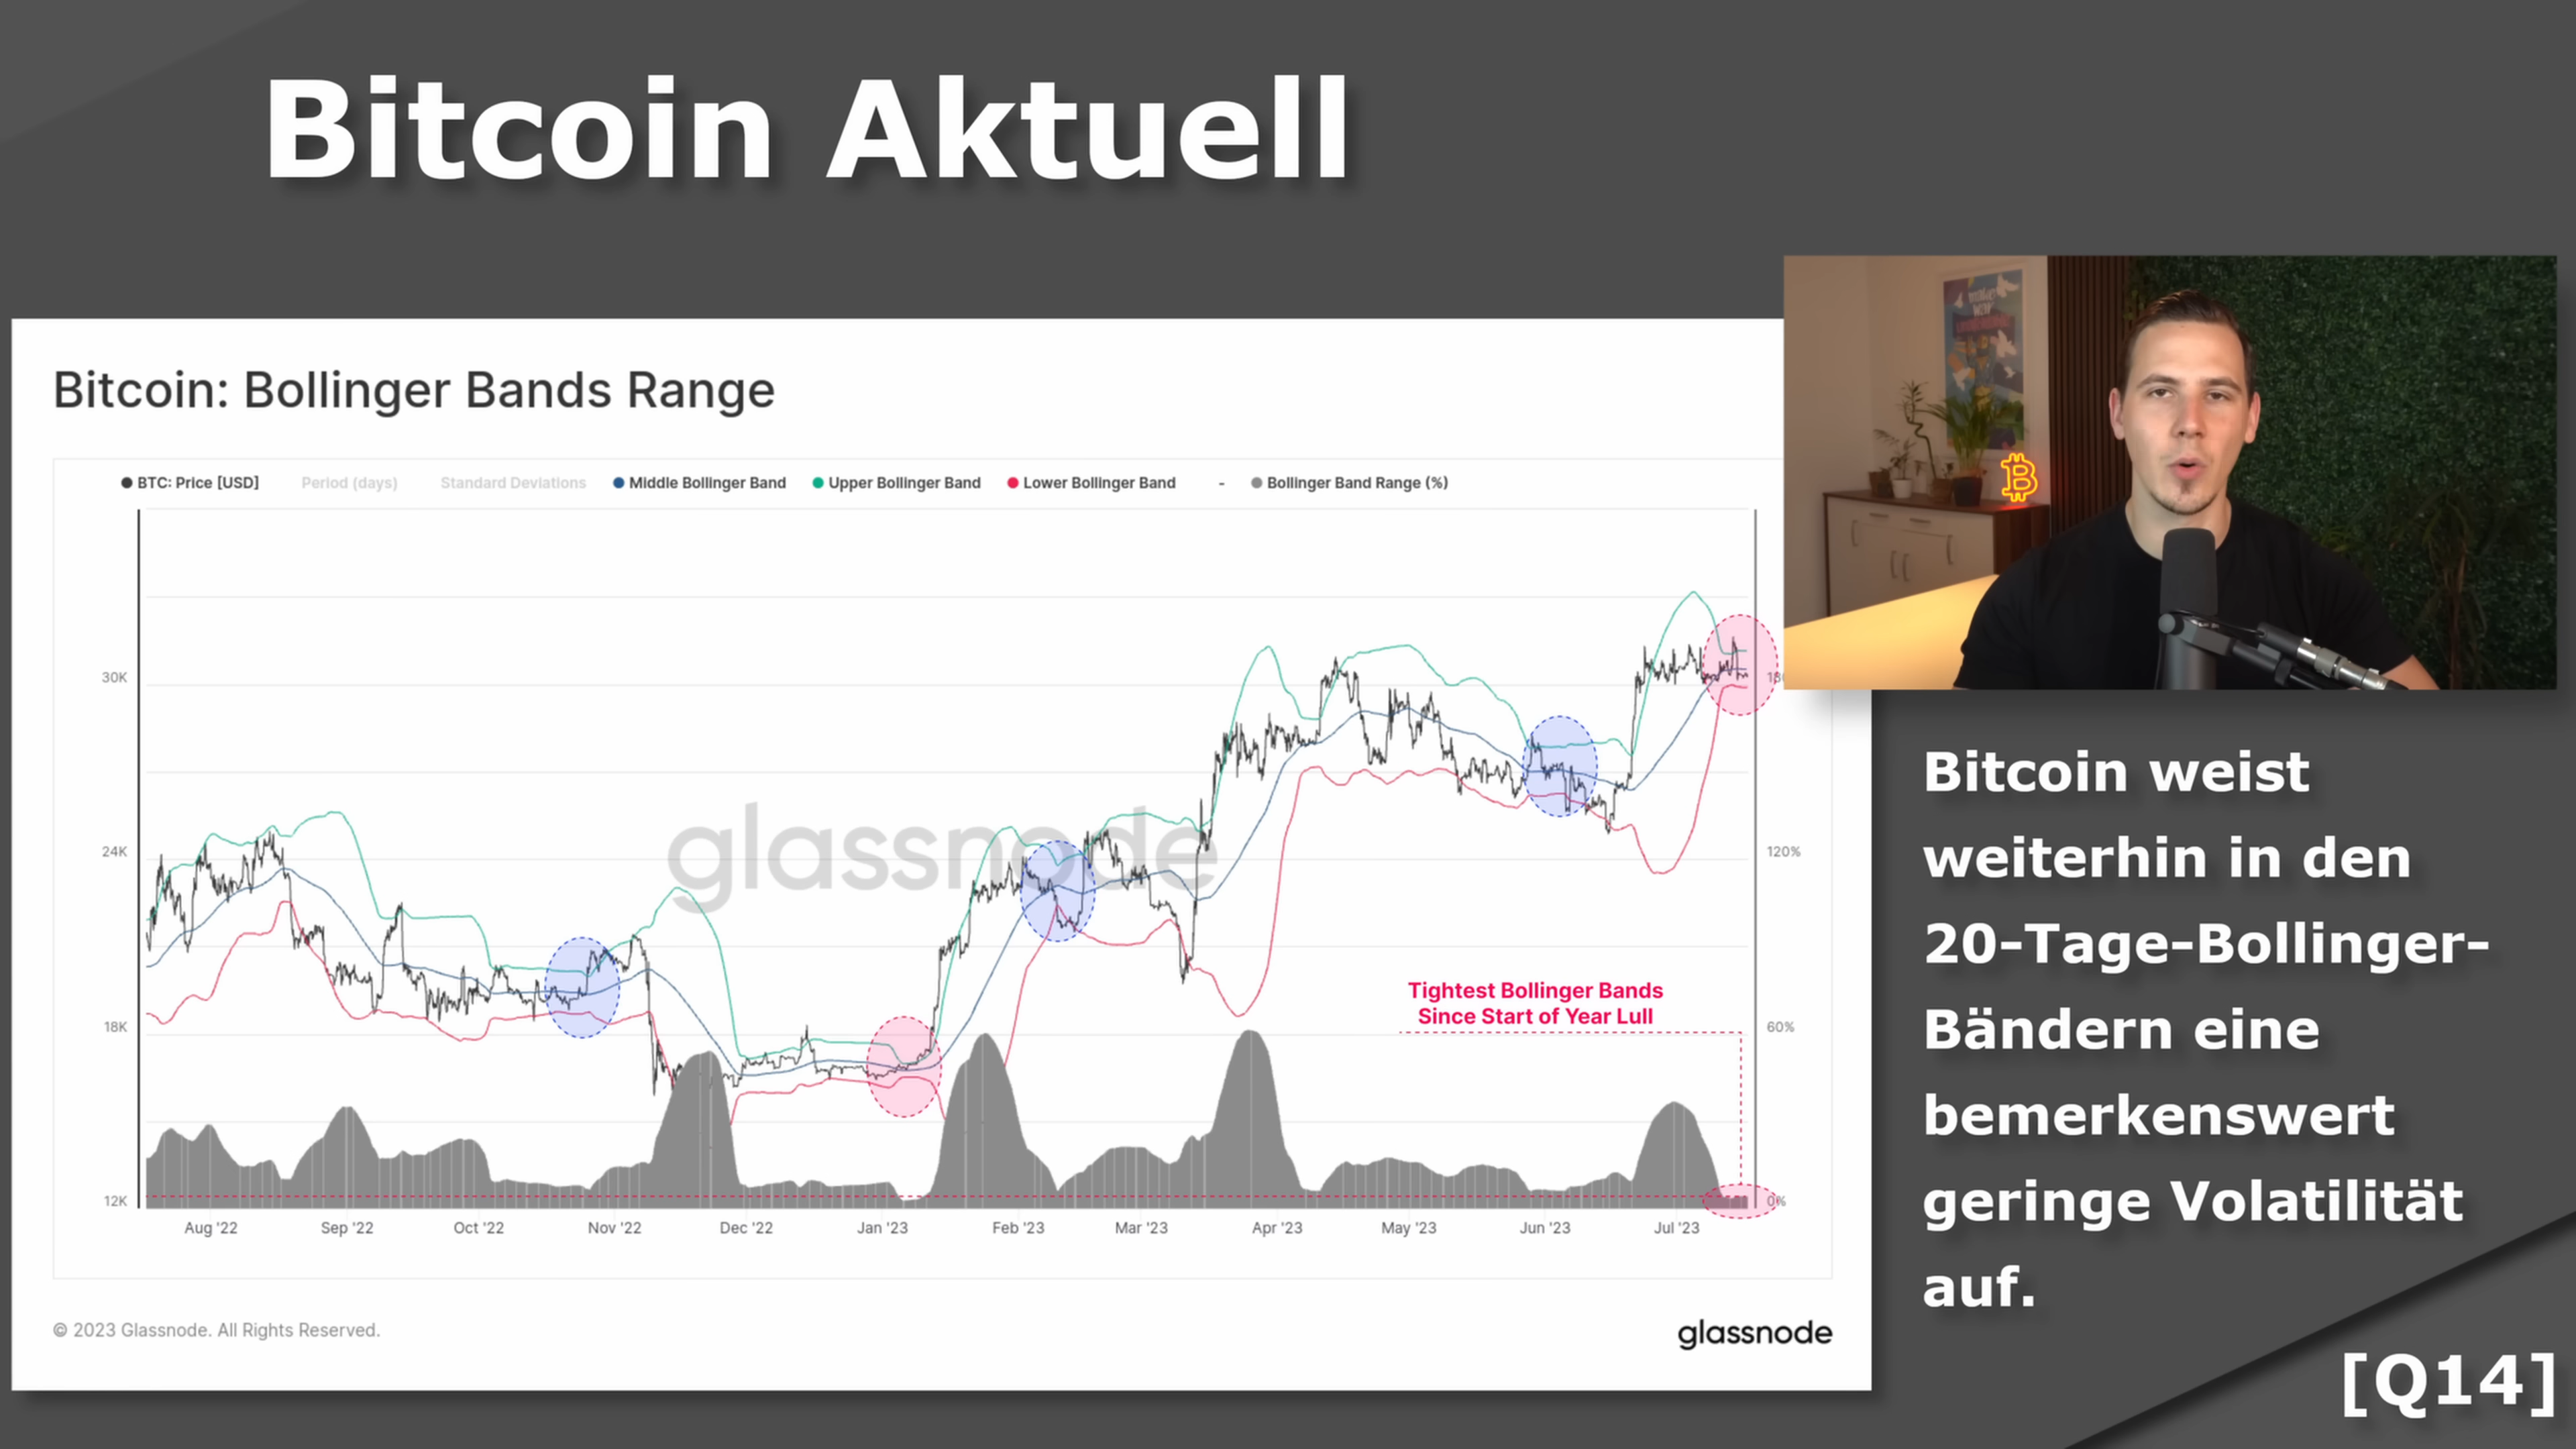 Bitcoin Aktuell
Bitcoin: Bollinger Bands Range
BTC: Price [USD] Period (days) Standard Deviations Middle Bollinger Band Upper Bollinger Band Lower Bollinger Band - Bollinger Band Range (%)
30K
24K
18K
12K
120%
60%
0%
glassnode
Tightest Bollinger Bands
Since Start of Year Lull
Aug '22 Sep '22 Oct '22 Nov '22 Dec '22 Jan '23 Feb '23 Mar '23 Apr '23 May '23 Jun '23 Jul '23
© 2023 Glassnode. All Rights Reserved.
glassnode
Bitcoin weist
weiterhin in den
20-Tage-Bollinger-
Bändern eine
bemerkenswert
geringe Volatilität
auf.
[Q14]